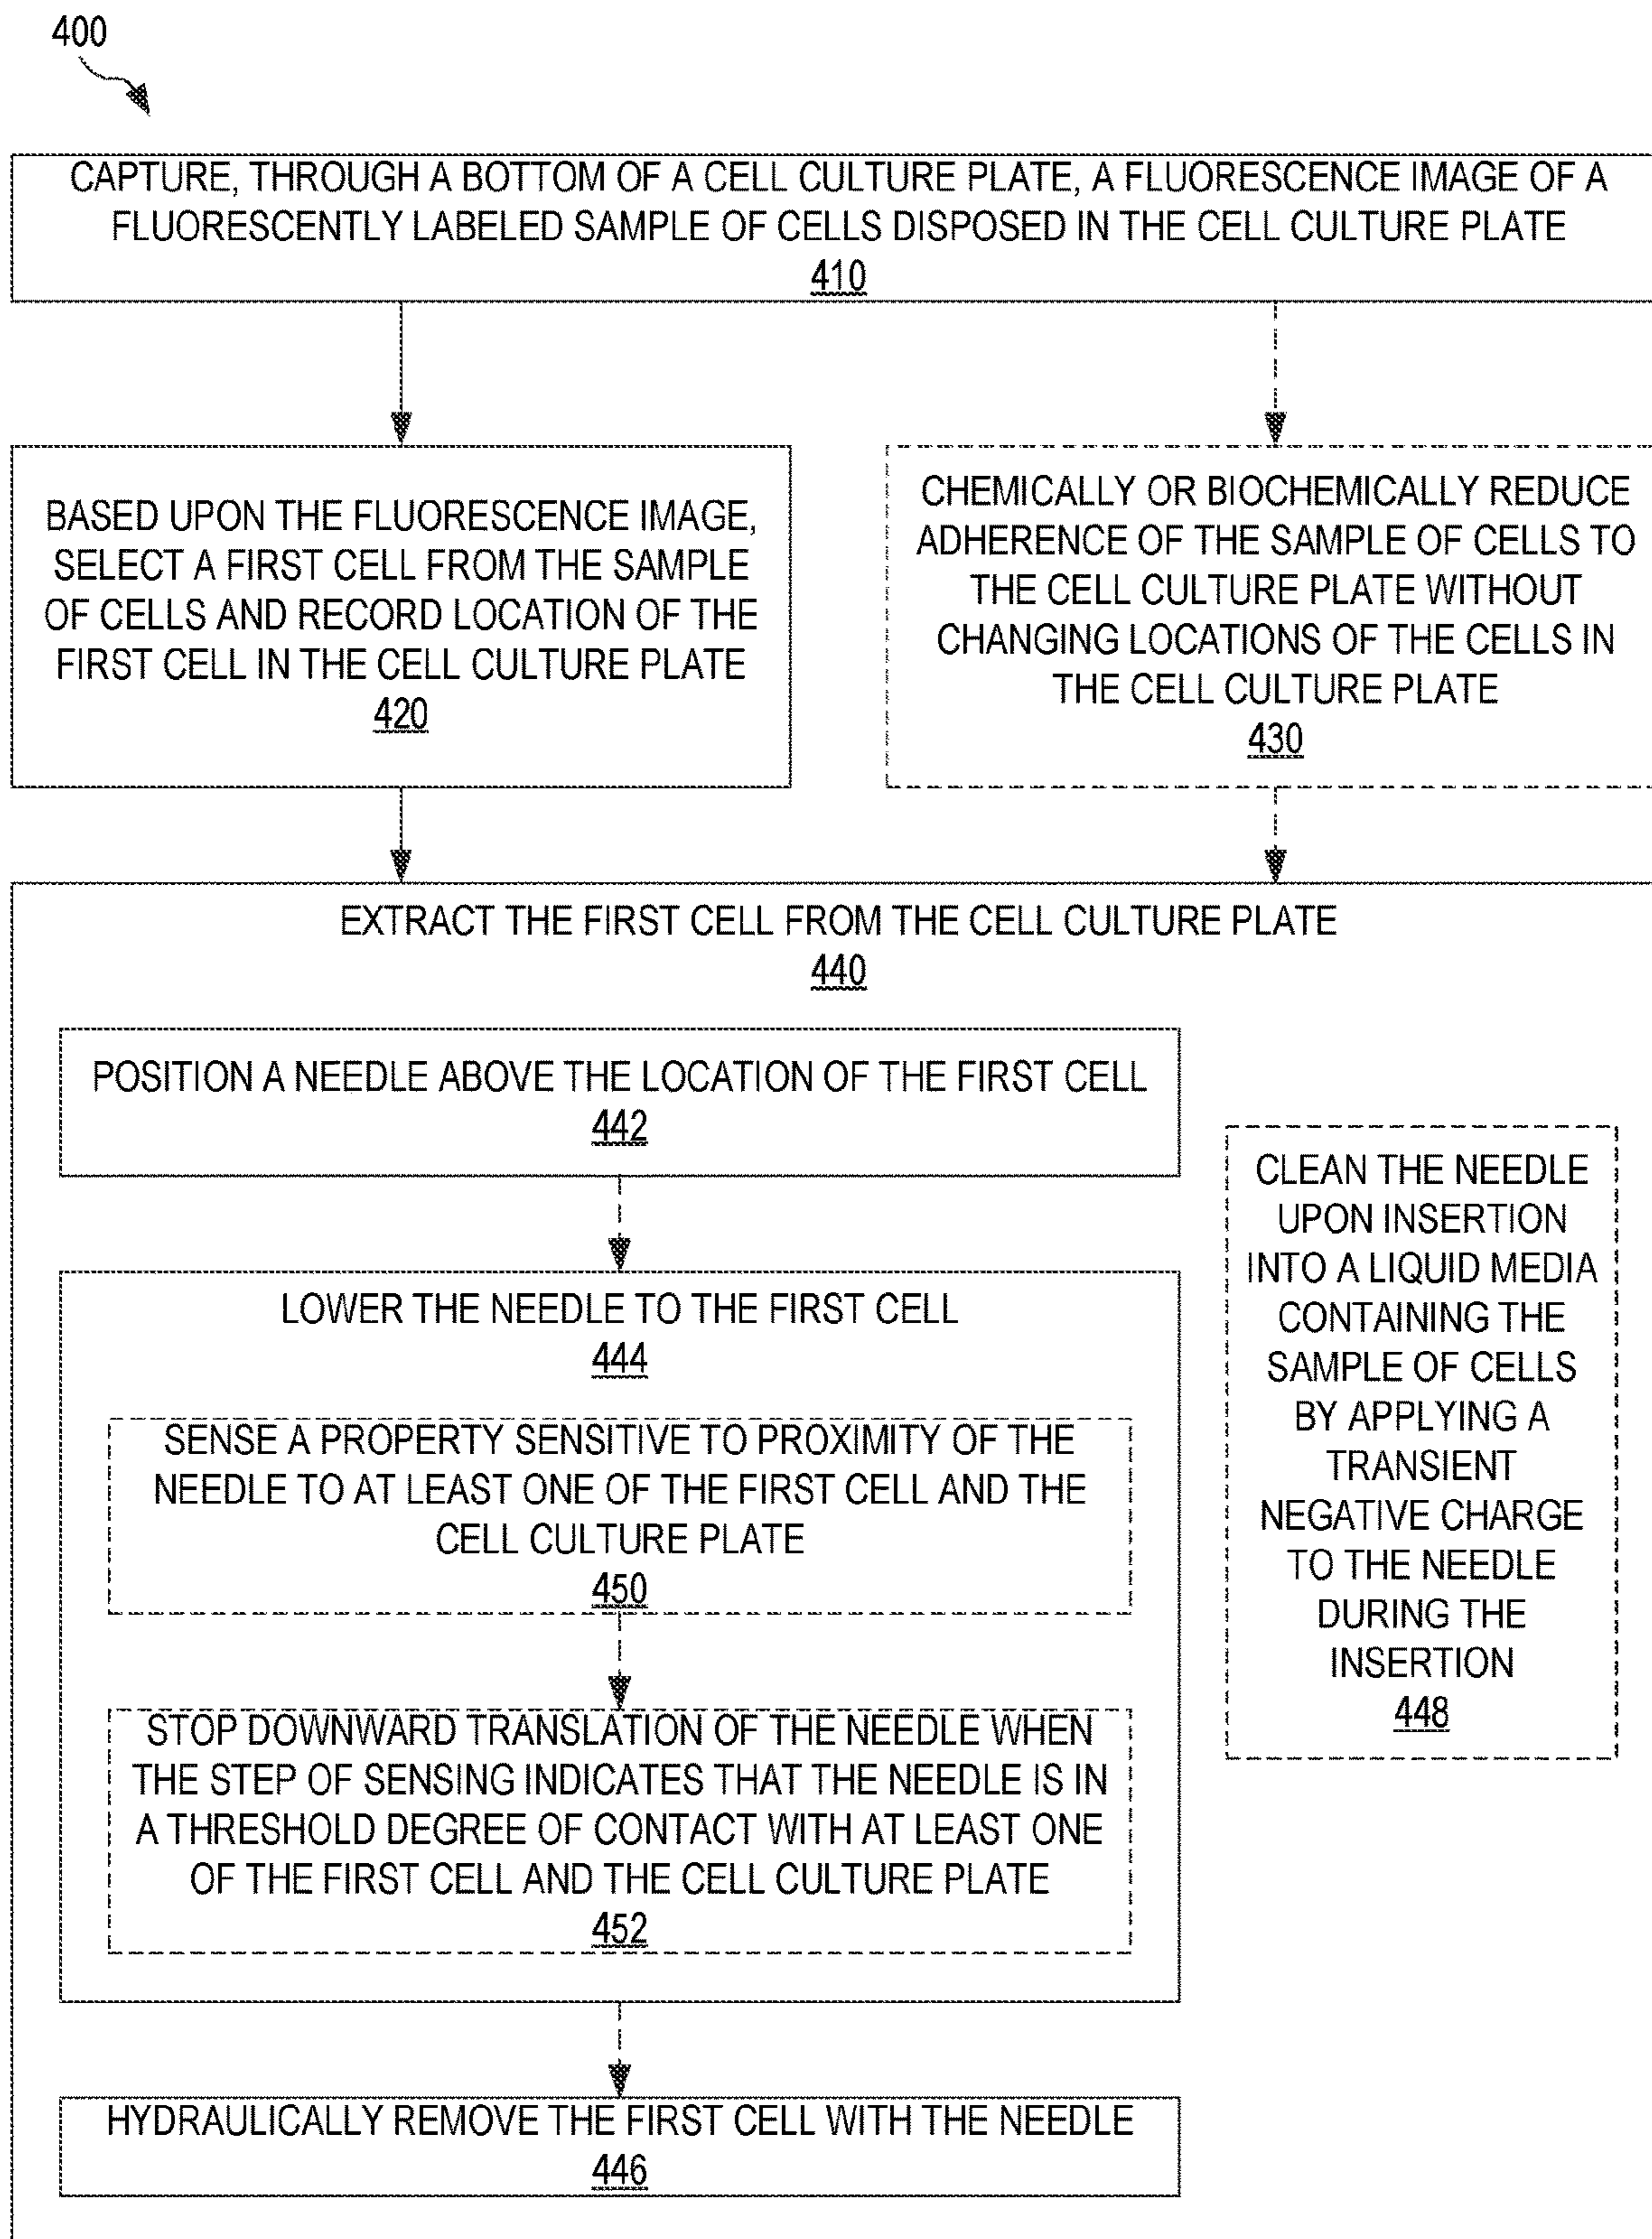 400
CAPTURE, THROUGH A BOTTOM OF A CELL CULTURE PLATE, A FLUORESCENCE IMAGE OF A
FLUORESCENTLY LABELED SAMPLE OF CELLS DISPOSED IN THE CELL CULTURE PLATE
410
BASED UPON THE FLUORESCENCE IMAGE,
SELECT A FIRST CELL FROM THE SAMPLE
OF CELLS AND RECORD LOCATION OF THE
FIRST CELL IN THE CELL CULTURE PLATE
420
CHEMICALLY OR BIOCHEMICALLY REDUCE
ADHERENCE OF THE SAMPLE OF CELLS TO
THE CELL CULTURE PLATE WITHOUT
CHANGING LOCATIONS OF THE CELLS IN
THE CELL CULTURE PLATE
430
EXTRACT THE FIRST CELL FROM THE CELL CULTURE PLATE
440
POSITION A NEEDLE ABOVE THE LOCATION OF THE FIRST CELL
442
LOWER THE NEEDLE TO THE FIRST CELL
444
SENSE A PROPERTY SENSITIVE TO PROXIMITY OF THE
NEEDLE TO AT LEAST ONE OF THE FIRST CELL AND THE
CELL CULTURE PLATE
450
STOP DOWNWARD TRANSLATION OF THE NEEDLE WHEN
THE STEP OF SENSING INDICATES THAT THE NEEDLE IS IN
A THRESHOLD DEGREE OF CONTACT WITH AT LEAST ONE
OF THE FIRST CELL AND THE CELL CULTURE PLATE
452
HYDRAULICALLY REMOVE THE FIRST CELL WITH THE NEEDLE
446
CLEAN THE NEEDLE
UPON INSERTION
INTO A LIQUID MEDIA
CONTAINING THE
SAMPLE OF CELLS
BY APPLYING A
TRANSIENT
NEGATIVE CHARGE
TO THE NEEDLE
DURING THE
INSERTION
448